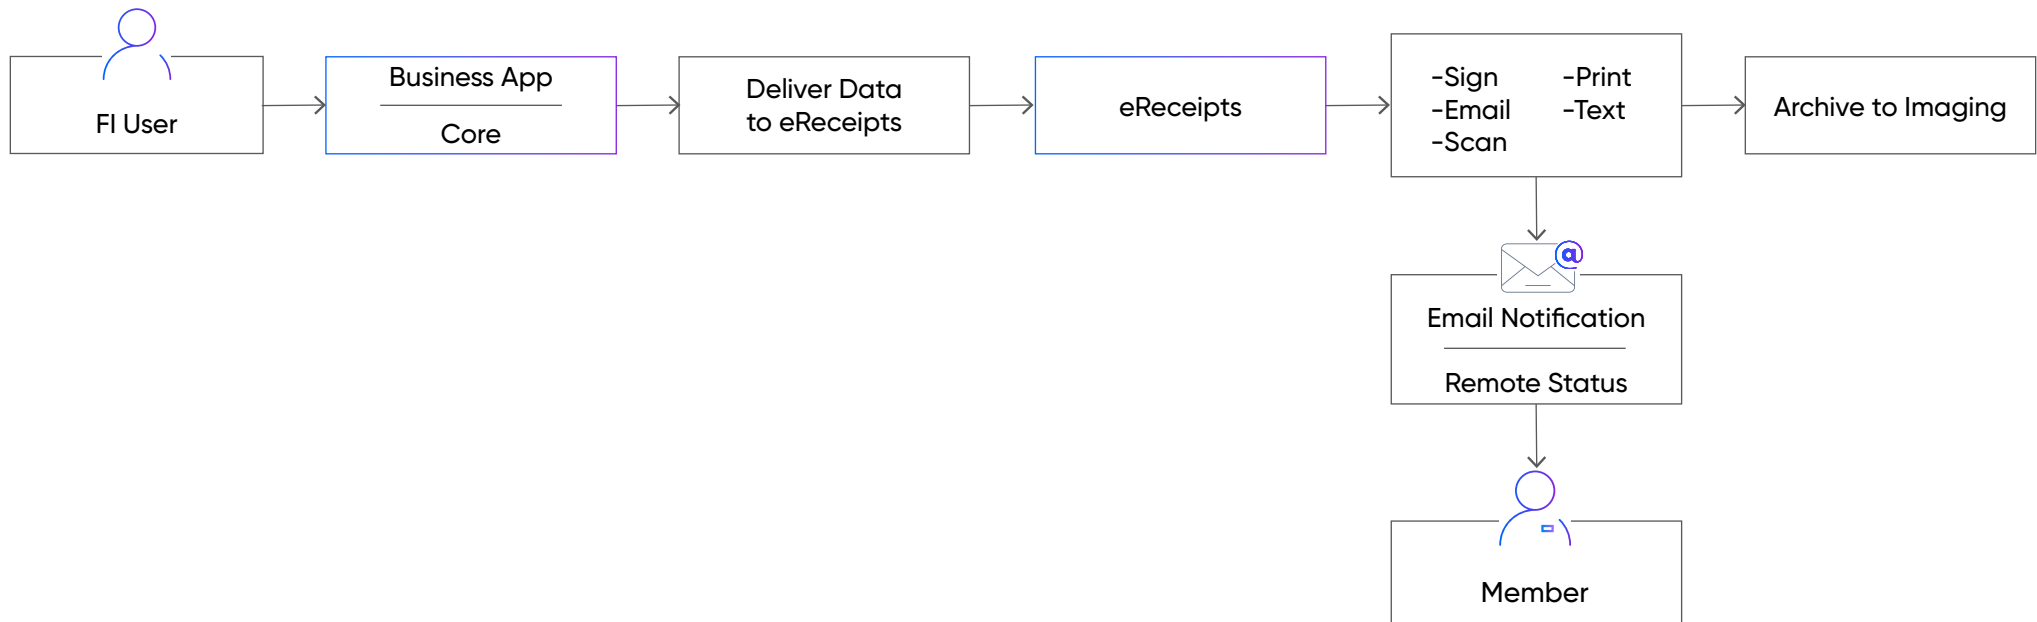 FI User
Business App
Core
Deliver Data
to eReceipts
eReceipts
-Sign
-Email
-Scan
-Print
-Text
Archive to Imaging
@
Email Notification
Remote Status
Member